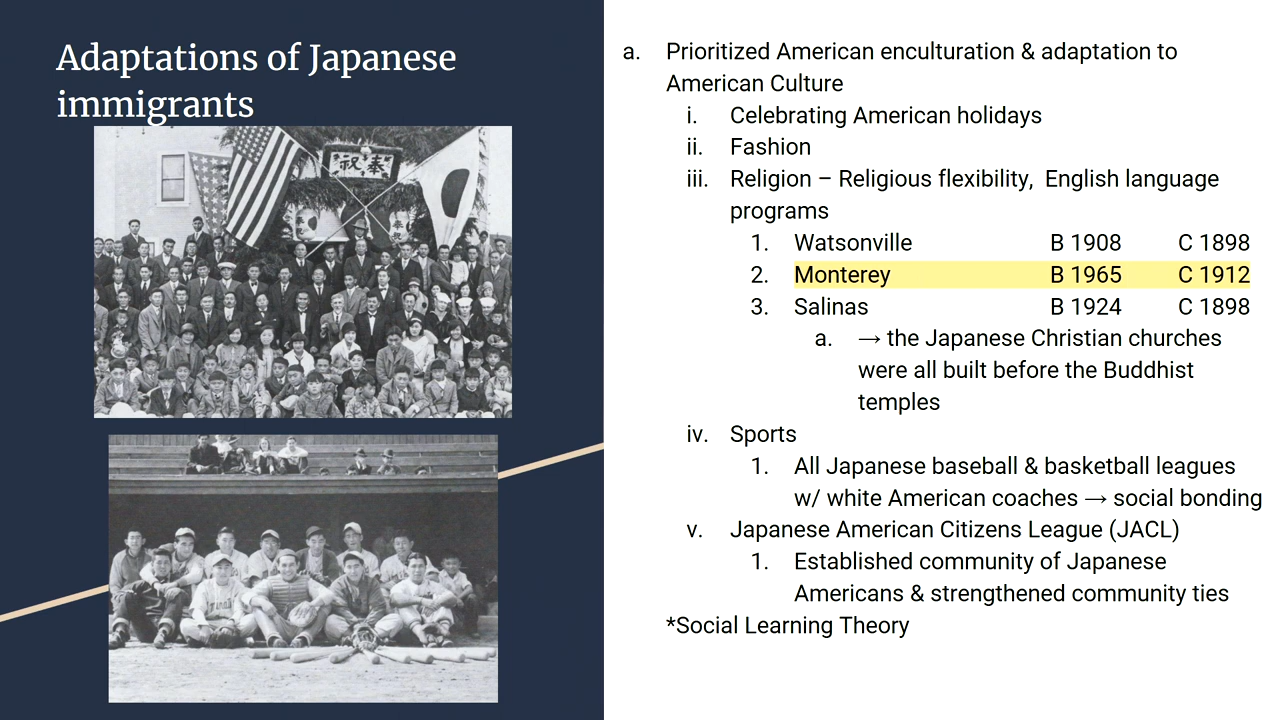 Adaptations of Japanese
immigrants
祝奉
奉祝
a. Prioritized American enculturation & adaptation to
American Culture
i. Celebrating American holidays
ii. Fashion
iii. Religion – Religious flexibility, English language
programs
1. Watsonville B 1908 C 1898
2. Monterey B 1965 C 1912
3. Salinas B 1924 C 1898
a. → the Japanese Christian churches
were all built before the Buddhist
temples
iv. Sports
1. All Japanese baseball & basketball leagues
w/ white American coaches → social bonding
v. Japanese American Citizens League (JACL)
1. Established community of Japanese
Americans & strengthened community ties
*Social Learning Theory